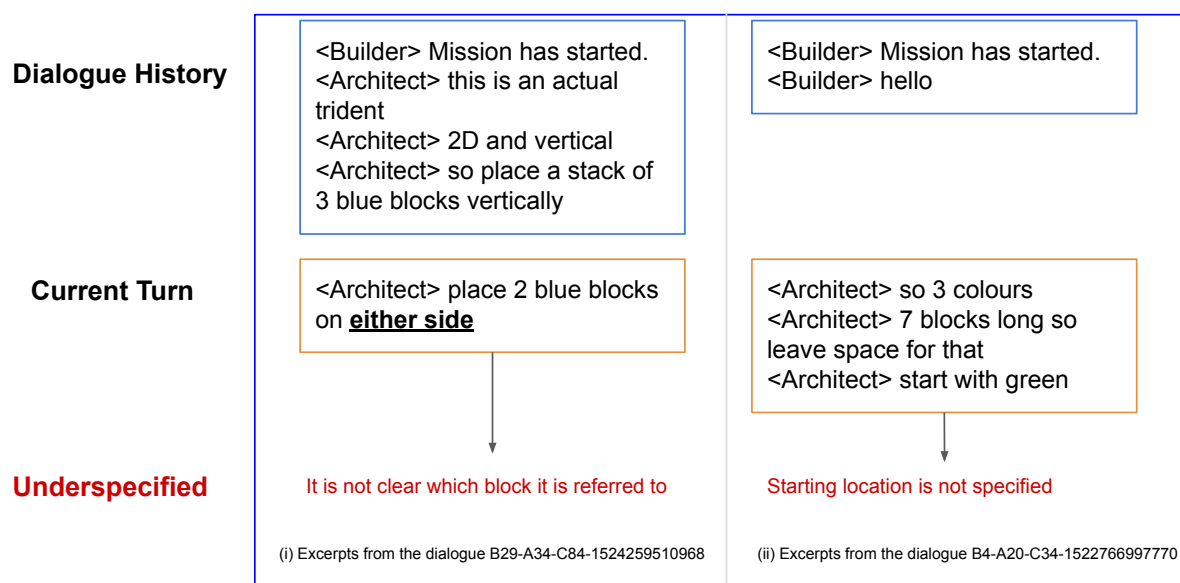 Dialogue History
<Builder> Mission has started.
<Architect> this is an actual
trident
<Architect> 2D and vertical
<Architect> so place a stack of
3 blue blocks vertically
<Builder> Mission has started.
<Builder> hello
Current Turn
<Architect> place 2 blue blocks
on either side
<Architect> so 3 colours
<Architect> 7 blocks long so
leave space for that
<Architect> start with green
Underspecified
It is not clear which block it is referred to
Starting location is not specified
(i) Excerpts from the dialogue B29-A34-C84-1524259510968
(ii) Excerpts from the dialogue B4-A20-C34-1522766997770